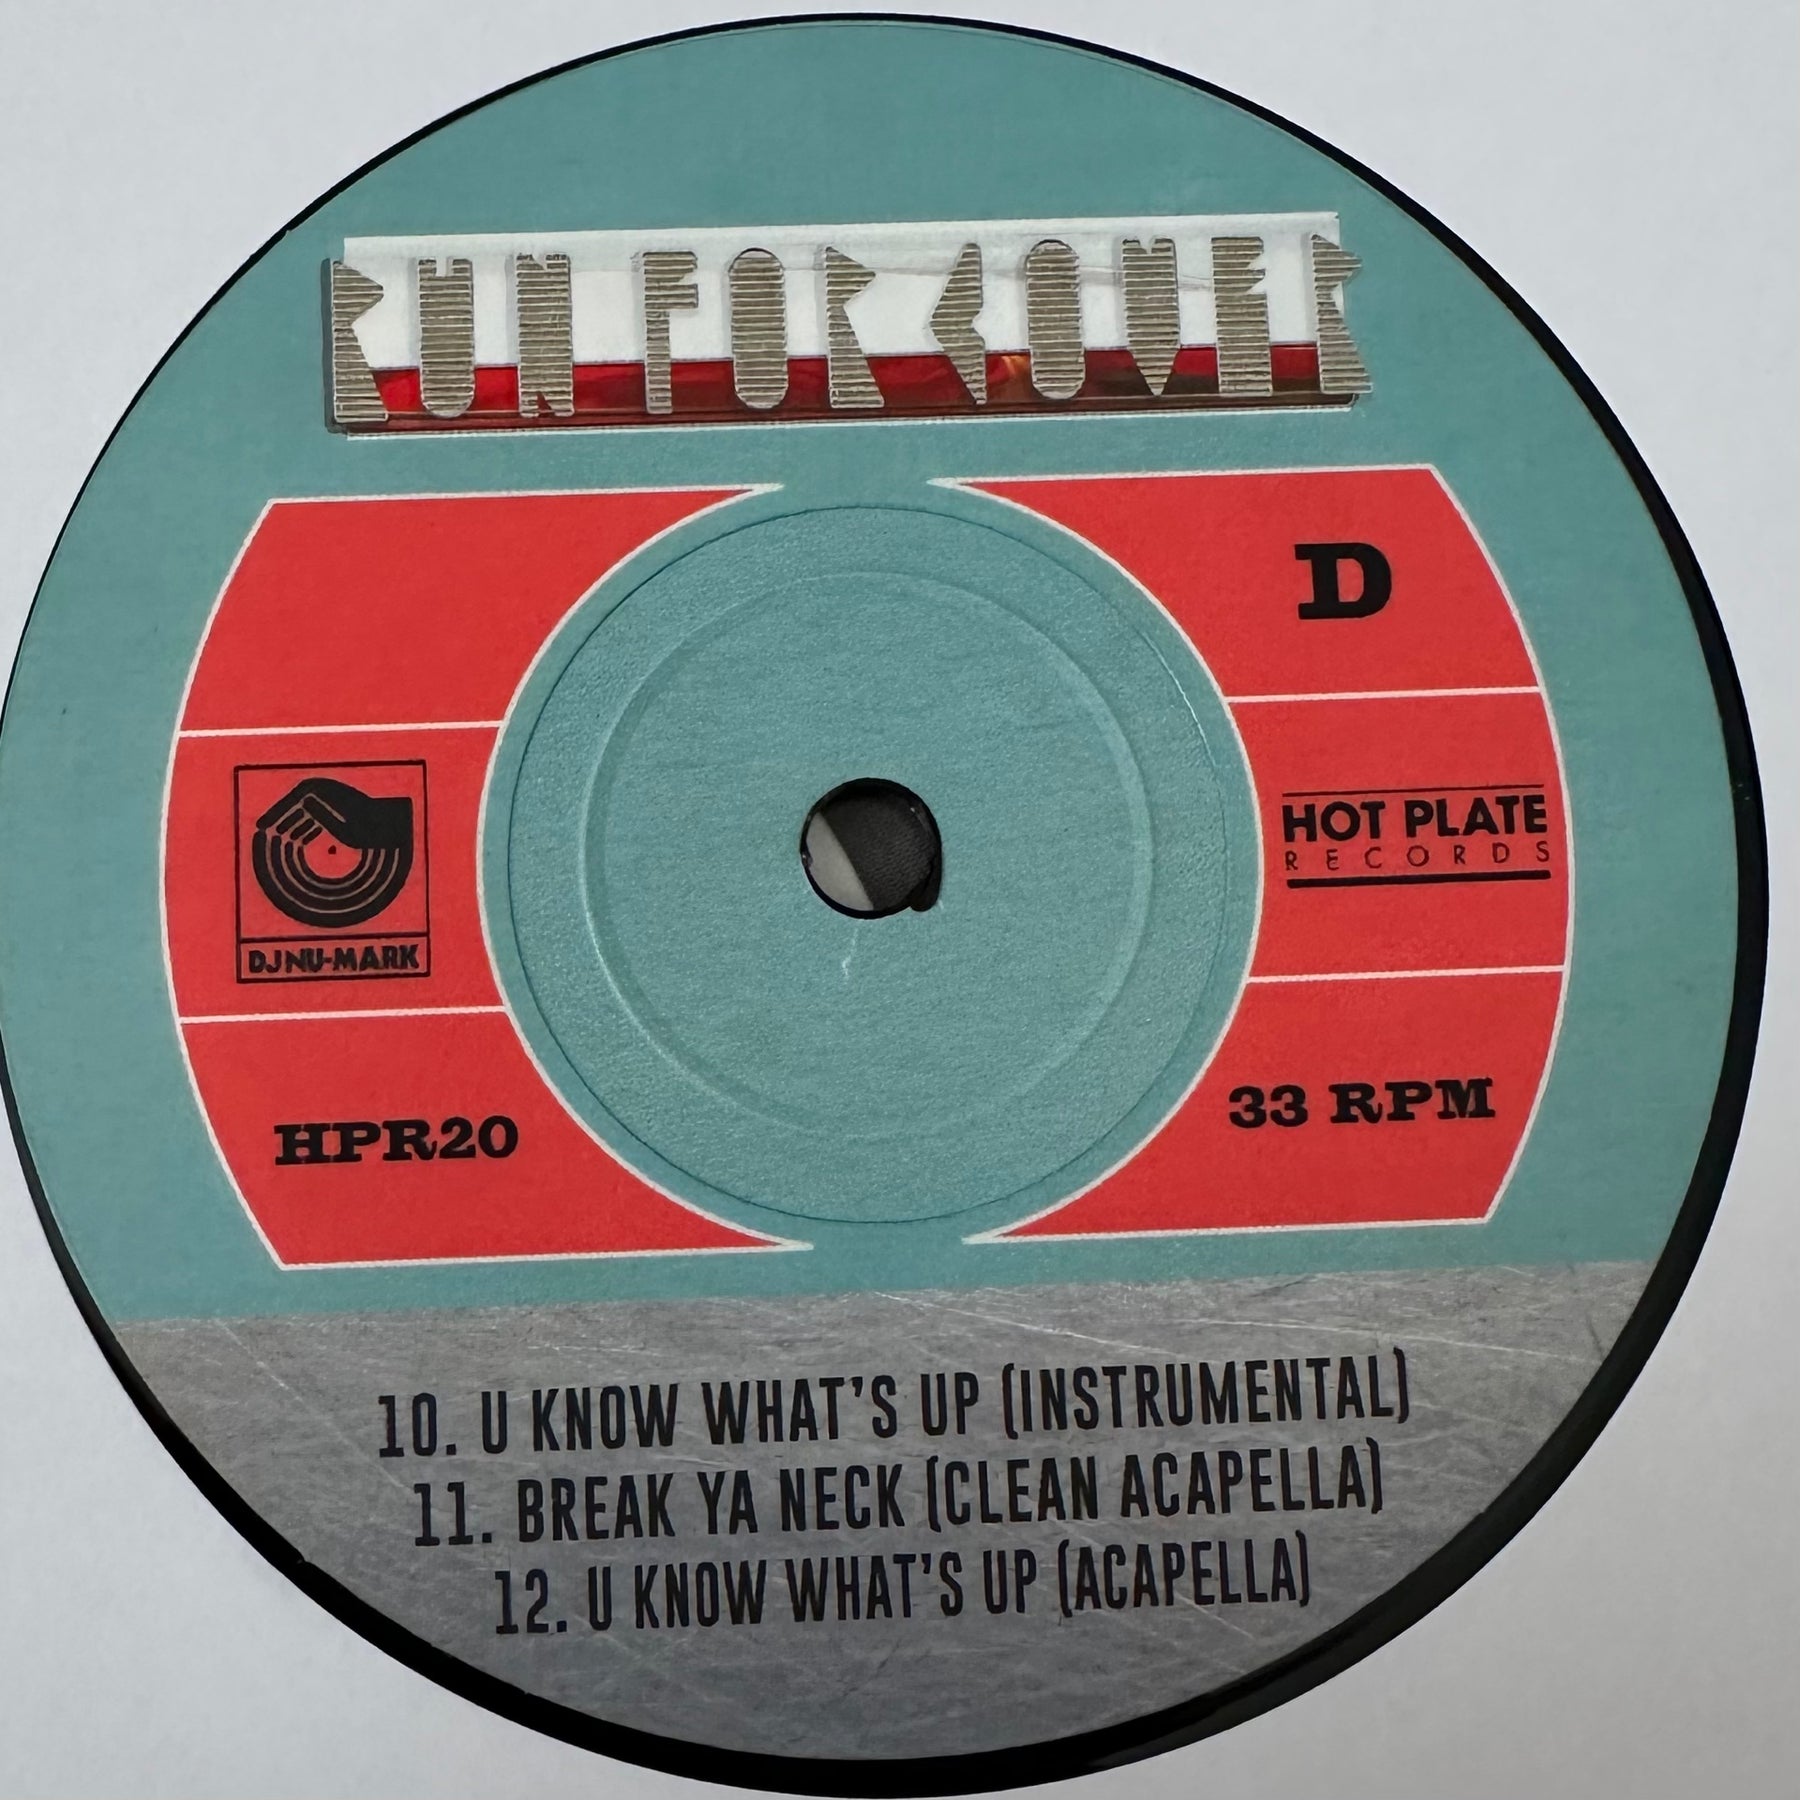 RUN FOR COVER
D
DJ NU-MARK
HOT PLATE
RECORDS
HPR20
33 RPM
10. U KNOW WHAT'S UP (INSTRUMENTAL)
11. BREAK YA NECK (CLEAN ACAPELLA)
12. U KNOW WHAT'S UP (ACAPELLA)